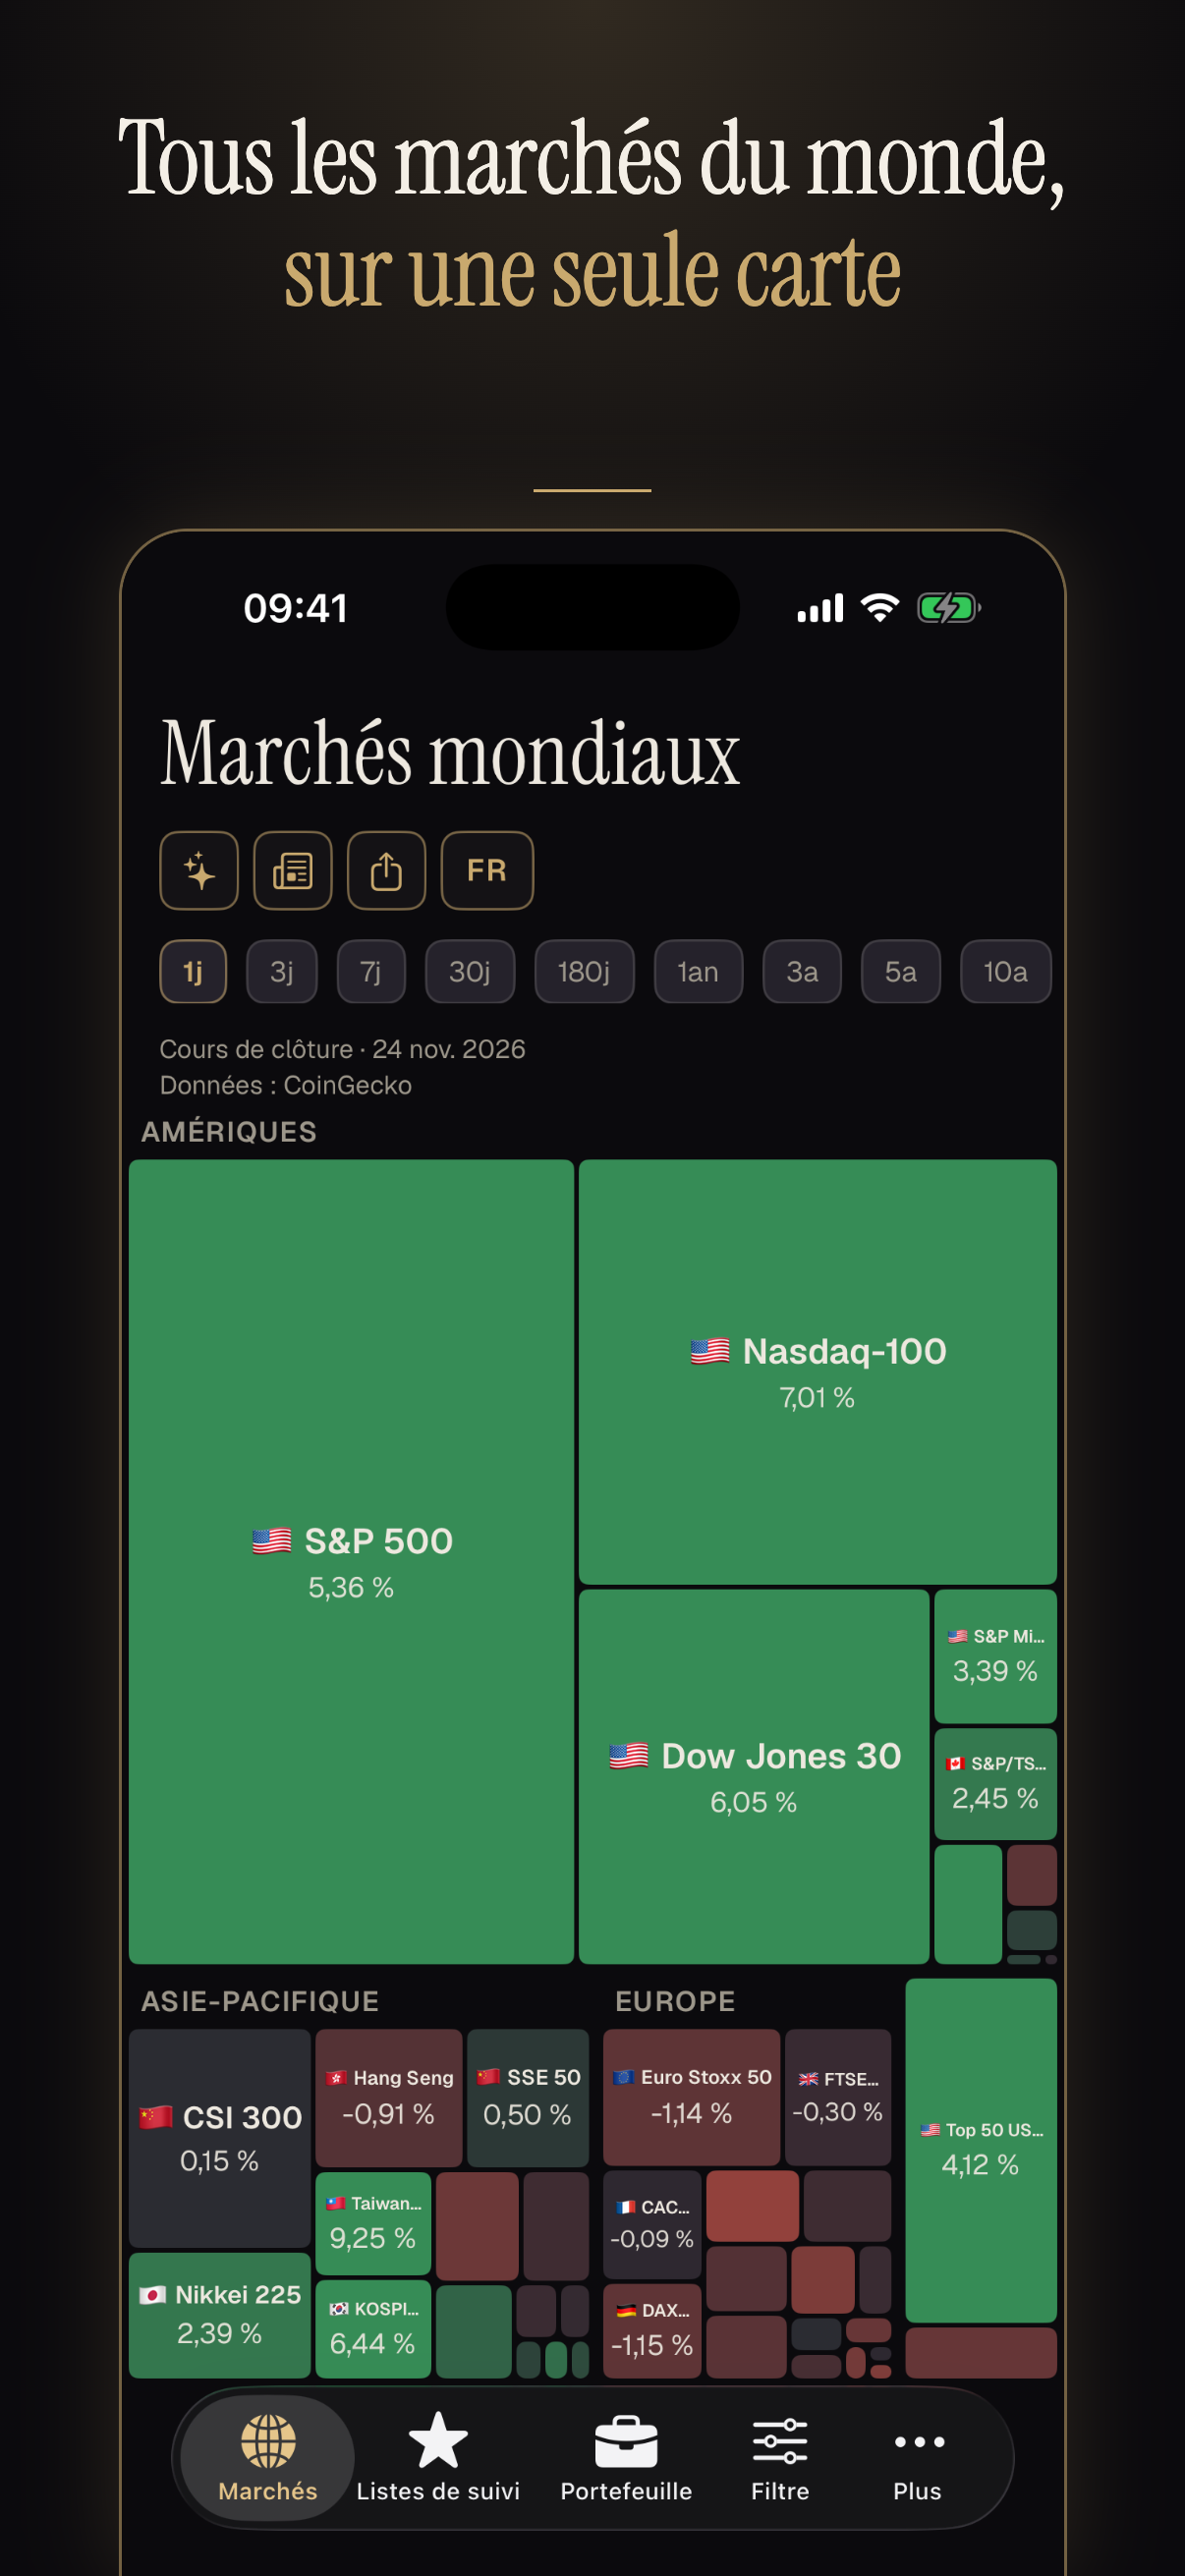 Tous les marchés du monde,
sur une seule carte
09:41
Marchés mondiaux
FR
1j 3j 7j 30j 180j 1an 3a 5a 10a
Cours de clôture · 24 nov. 2026
Données : CoinGecko
AMÉRIQUES
S&P 500
5,36 %
Nasdaq-100
7,01 %
Dow Jones 30
6,05 %
S&P Mi...
3,39 %
S&P/TS...
2,45 %
ASIE-PACIFIQUE
CSI 300
0,15 %
Hang Seng
-0,91 %
SSE 50
0,50 %
Taiwan...
9,25 %
Nikkei 225
2,39 %
KOSPI...
6,44 %
EUROPE
Euro Stoxx 50
-1,14 %
FTSE...
-0,30 %
CAC...
-0,09 %
DAX...
-1,15 %
Top 50 US...
4,12 %
Marchés
Listes de suivi
Portefeuille
Filtre
Plus